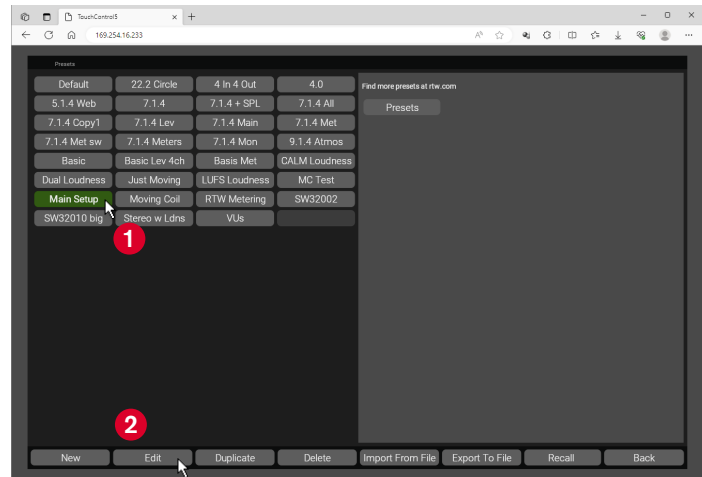 TouchControl5
169.254.16.233
Presets
Default 22.2 Circle 4 In 4 Out 4.0
Find more presets at rtw.com
5.1.4 Web 7.1.4 7.1.4 + SPL 7.1.4 All
Presets
7.1.4 Copy1 7.1.4 Lev 7.1.4 Main 7.1.4 Met
7.1.4 Met sw 7.1.4 Meters 7.1.4 Mon 9.1.4 Atmos
Basic Basic Lev 4ch Basis Met CALM Loudness
Dual Loudness Just Moving LUFS Loudness MC Test
Main Setup Moving Coil RTW Metering SW32002
SW32010 big Stereo w Ldns VUs
1
2
New Edit Duplicate Delete Import From File Export To File Recall Back